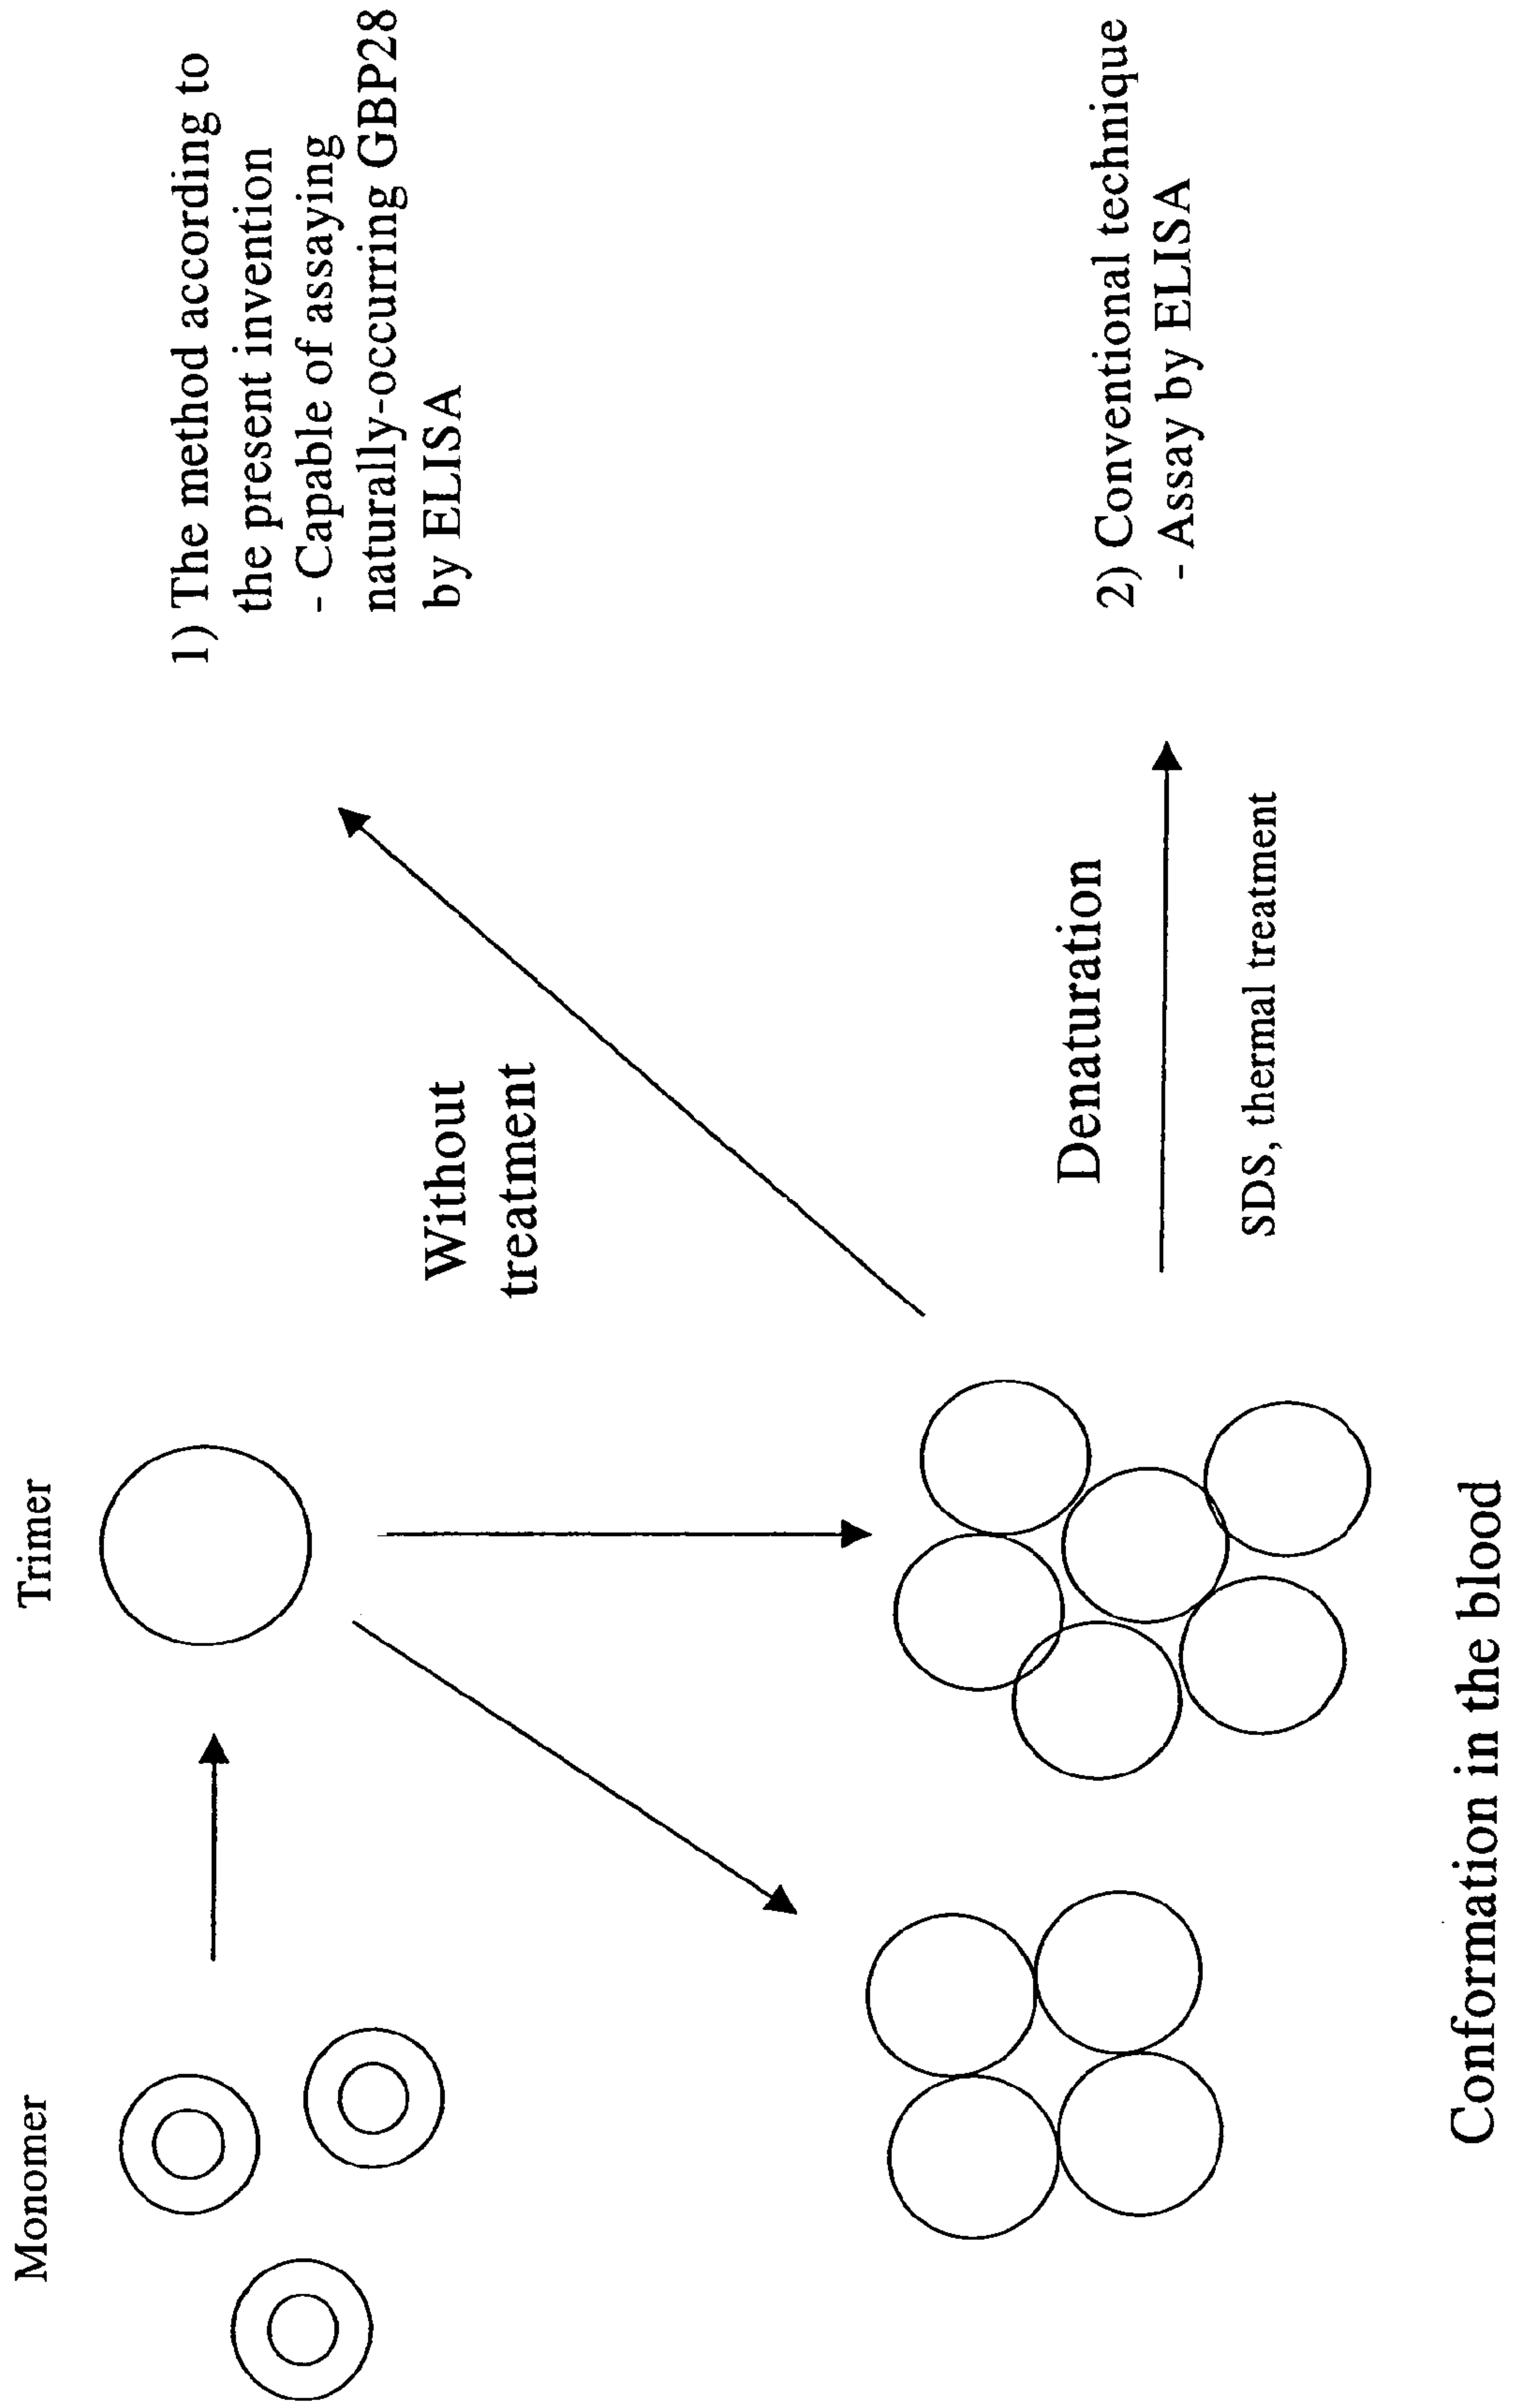 Monomer
Trimer
1) The method according to
the present invention
- Capable of assaying
naturally-occurring GBP28
by ELISA
Without
treatment
Denaturation
SDS, thermal treatment
2) Conventional technique
- Assay by ELISA
Conformation in the blood